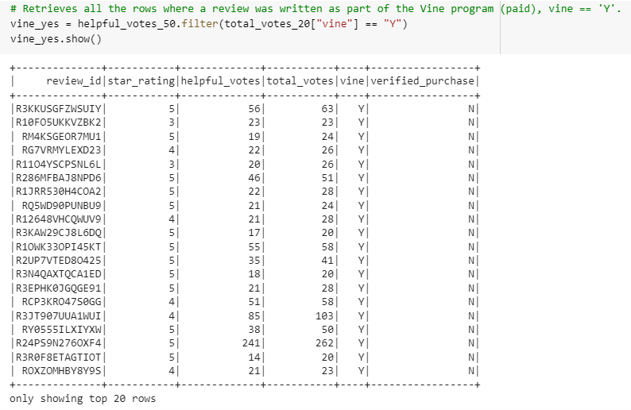 # Retrieves all the rows where a review was written as part of the Vine program (paid), vine == 'Y'.
vine_yes = helpful_votes_50.filter(total_votes_20["vine"] == "Y")
vine_yes.show()
+--------------+-----------+-------------+-----------+----+-----------------+
|     review_id|star_rating|helpful_votes|total_votes|vine|verified_purchase|
+--------------+-----------+-------------+-----------+----+-----------------+
|R3KKUSGFZWSUIY|          5|           56|         63|   Y|                N|
|R10FO5UKKVZBK2|          3|           23|         23|   Y|                N|
| RM4KSGEOR7MU1|          5|           19|         24|   Y|                N|
| RG7VRMYLEXD23|          4|           22|         26|   Y|                N|
|R11O4YSCPSNL6L|          3|           20|         26|   Y|                N|
|R286MFBAJ8NPD6|          5|           46|         51|   Y|                N|
|R1JRR530H4COA2|          5|           22|         28|   Y|                N|
| RQ5WD90PUNBU9|          5|           21|         24|   Y|                N|
|R12648VHCQWUV9|          4|           21|         28|   Y|                N|
|R3KAW29CJ8L6DQ|          5|           17|         20|   Y|                N|
|R1OWK33OPI45KT|          5|           55|         58|   Y|                N|
|R2UP7VTED8O425|          5|           35|         41|   Y|                N|
|R3N4QAXTQCA1ED|          5|           18|         20|   Y|                N|
|R3EPHK0JGQGE91|          5|           21|         28|   Y|                N|
| RCP3KRO47S0GG|          4|           51|         58|   Y|                N|
|R3JT907UUA1WUI|          4|           85|        103|   Y|                N|
| RY0555ILXIYXW|          5|           38|         50|   Y|                N|
|R24PS9N276OXF4|          5|          241|        262|   Y|                N|
|R3R0F8ETAGTIOT|          5|           14|         20|   Y|                N|
| ROXZOMHBY8Y9S|          4|           21|         23|   Y|                N|
+--------------+-----------+-------------+-----------+----+-----------------+
only showing top 20 rows